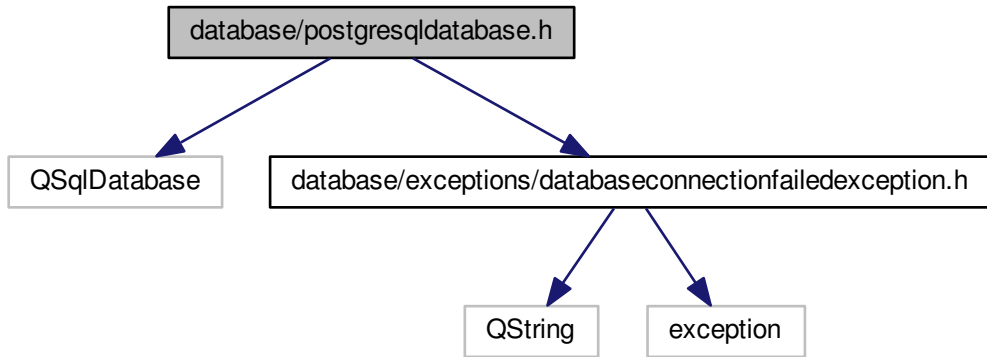 database/postgresqldatabase.h
QSqlDatabase
database/exceptions/databaseconnectionfailedexception.h
QString
exception